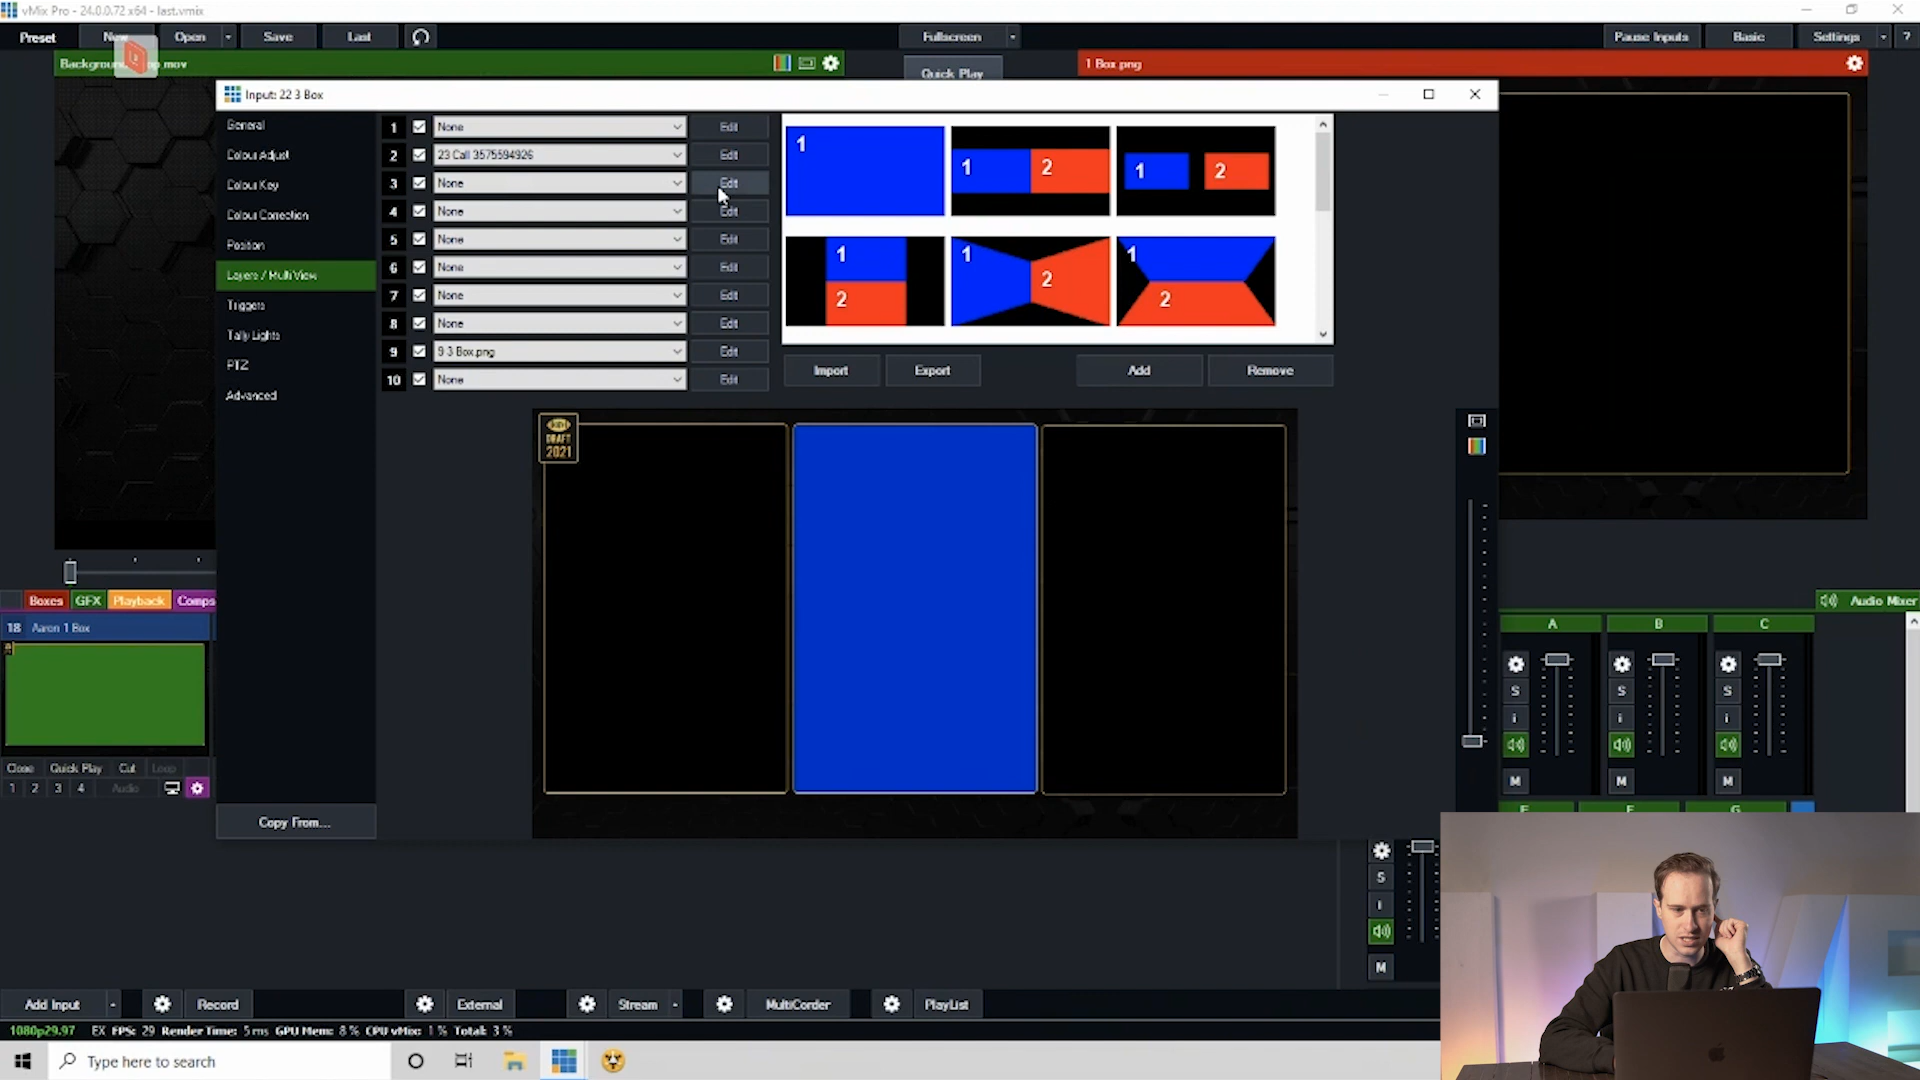 vMix Pro - 24.0.0.72 x64 - last.vmix
Preset
New
Open
Save
Last
Fullscreen
Pause Inputs
Basic
Settings
?
Quick Play
1 Box.png
Input: 22 3 Box
General
Colour Adjust
Colour Key
Colour Correction
Position
Layers / MultiView
Triggers
Tally Lights
PTZ
Advanced
Copy From...
1 None Edit
2 23 Call 3575594926 Edit
3 None Edit
4 None Edit
5 None Edit
6 None Edit
7 None Edit
8 None Edit
9 9 3 Box.png Edit
10 None Edit
1
1 2
1 2
1 2
1 2
1 2
Import
Export
Add
Remove
DRAFT
2021
Boxes
GFX
Playback
Comps
18 Aaron 1 Box
Close
Quick Play
Cut
Loop
1 2 3 4
Audio
Audio Mixer
A
B
C
S
S
S
i
i
i
M
M
M
E
F
G
S
I
M
Add Input
Record
External
Stream
MultiCorder
PlayList
1080p29.97 EX FPS: 29 Render Time: 5 ms GPU Mem: 8 % CPU vMix: 1 % Total: 3 %
Type here to search